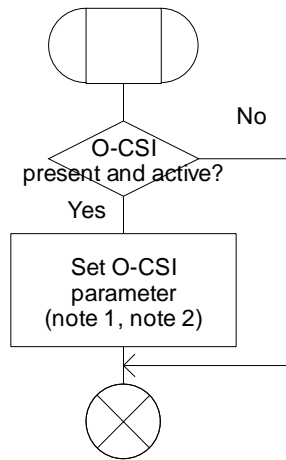 No
O-CSI
present and active?
Yes
Set O-CSI
parameter
(note 1, note 2)